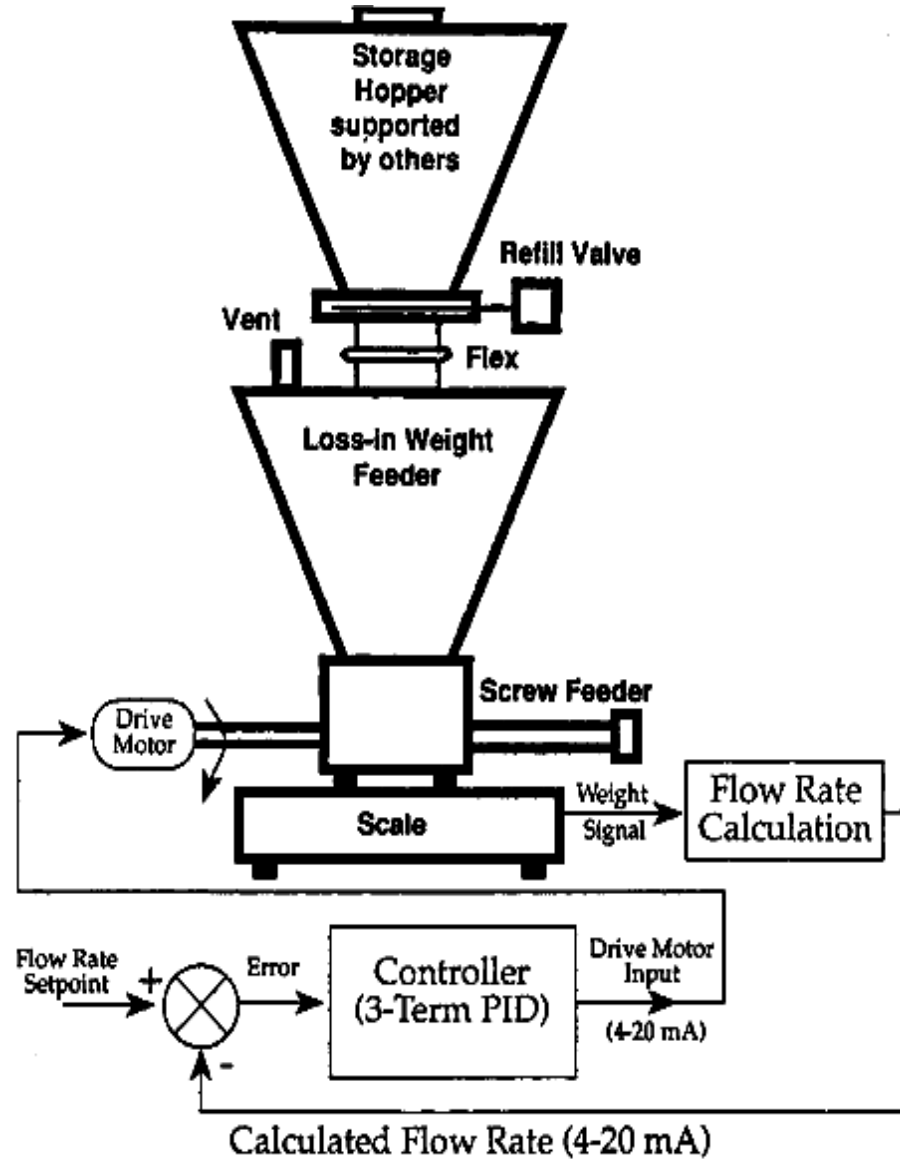 Storage
Hopper
supported
by others
Refill Valve
Vent
Flex
Loss-in Weight
Feeder
Screw Feeder
Drive
Motor
Weight
Signal
Flow Rate
Calculation
Scale
Flow Rate
Setpoint
+
Error
Controller
(3-Term PID)
Drive Motor
Input
(4-20 mA)
-
Calculated Flow Rate (4-20 mA)